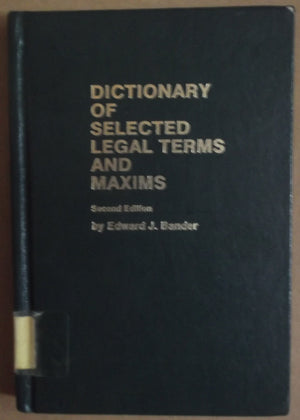 DICTIONARY
OF
SELECTED
LEGAL TERMS
AND
MAXIMS
Second Edition
by Edward J. Bander